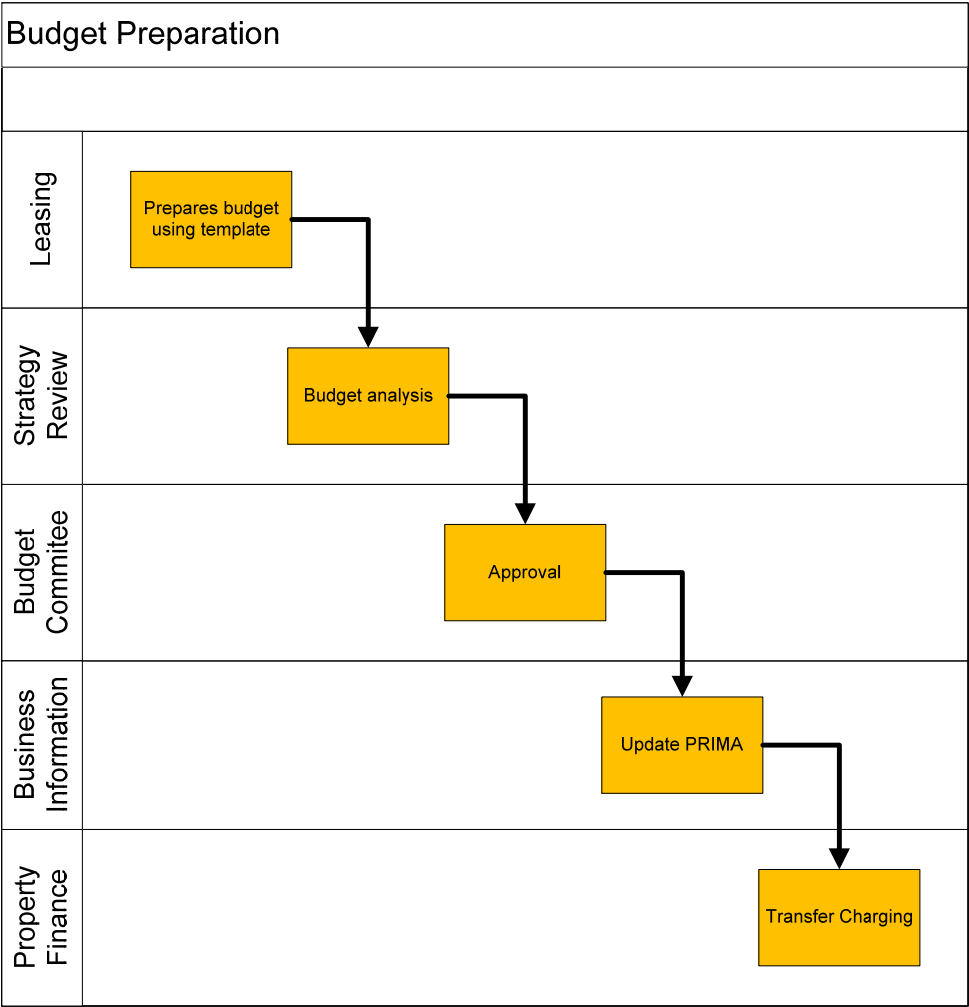 Budget Preparation
Leasing
Prepares budget
using template
Strategy
Review
Budget analysis
Budget
Commitee
Approval
Business
Information
Update PRIMA
Property
Finance
Transfer Charging